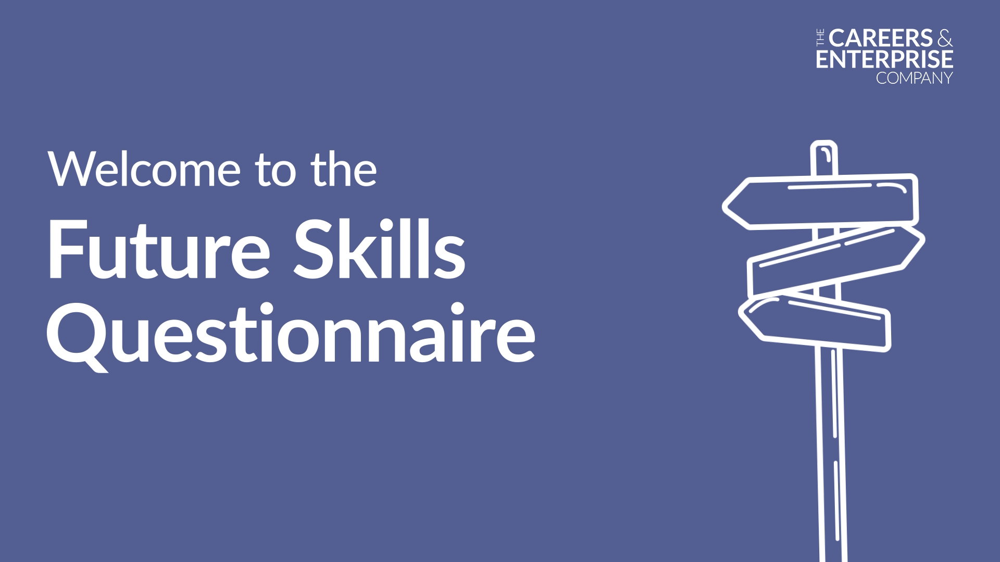 THE CAREERS &
ENTERPRISE
COMPANY
Welcome to the
Future Skills
Questionnaire